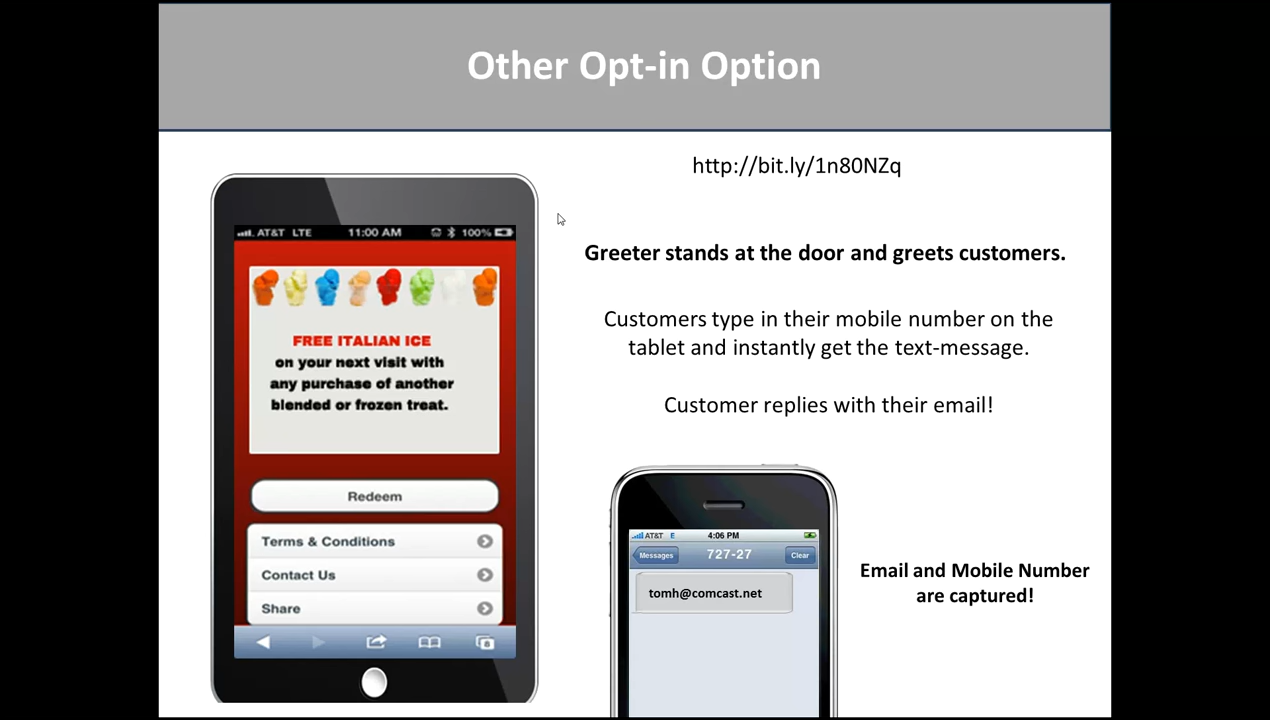 Other Opt-in Option
http://bit.ly/1n80NZq
AT&T LTE 11:00 AM 100%
FREE ITALIAN ICE
on your next visit with
any purchase of another
blended or frozen treat.
Redeem
Terms & Conditions
Contact Us
Share
Greeter stands at the door and greets customers.
Customers type in their mobile number on the
tablet and instantly get the text-message.
Customer replies with their email!
AT&T E 4:06 PM
Messages 727-27 Clear
tomh@comcast.net
Email and Mobile Number
are captured!